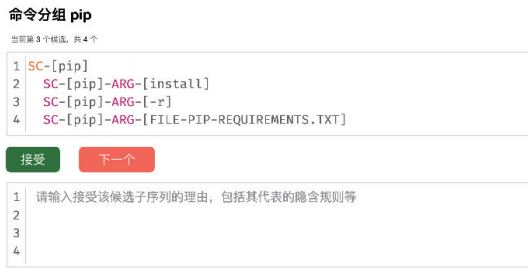 命令分组 pip
当前第 3 个候选，共 4 个
1 SC-[pip]
2 SC-[pip]-ARG-[install]
3 SC-[pip]-ARG-[-r]
4 SC-[pip]-ARG-[FILE-PIP-REQUIREMENTS.TXT]
接受 下一个
1 请输入接受该候选子序列的理由，包括其代表的隐含规则等
2
3
4